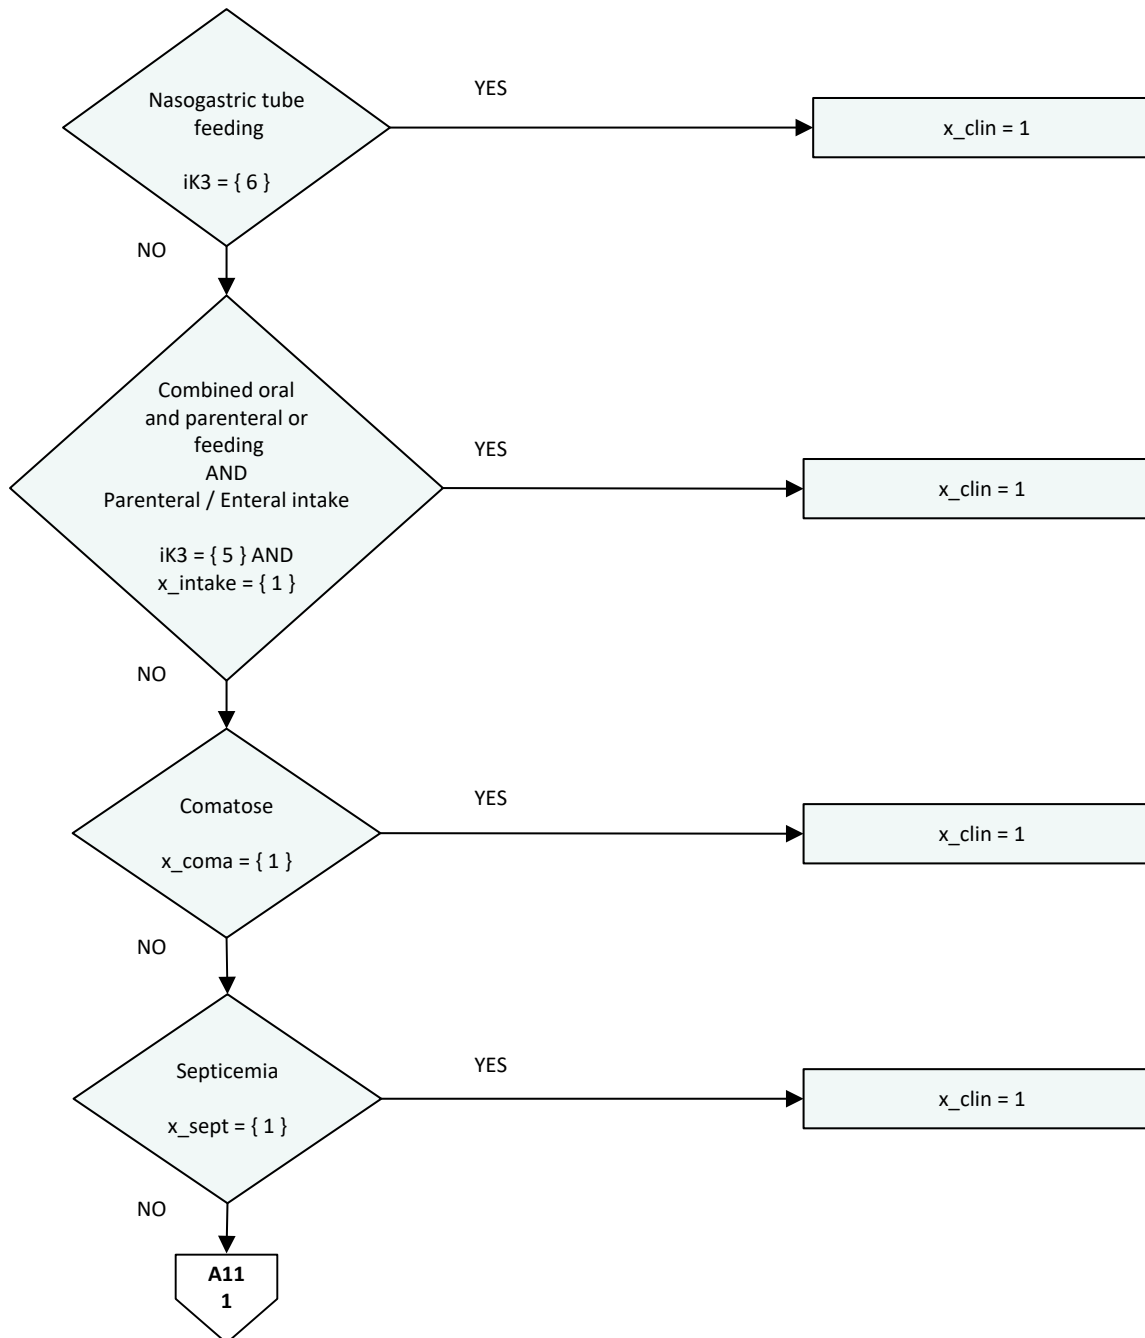 Nasogastric tube
feeding
iK3 = { 6 }
YES
x_clin = 1
NO
Combined oral
and parenteral or
feeding
AND
Parenteral / Enteral intake
iK3 = { 5 } AND
x_intake = { 1 }
YES
x_clin = 1
NO
Comatose
x_coma = { 1 }
YES
x_clin = 1
NO
Septicemia
x_sept = { 1 }
YES
x_clin = 1
NO
A11
1